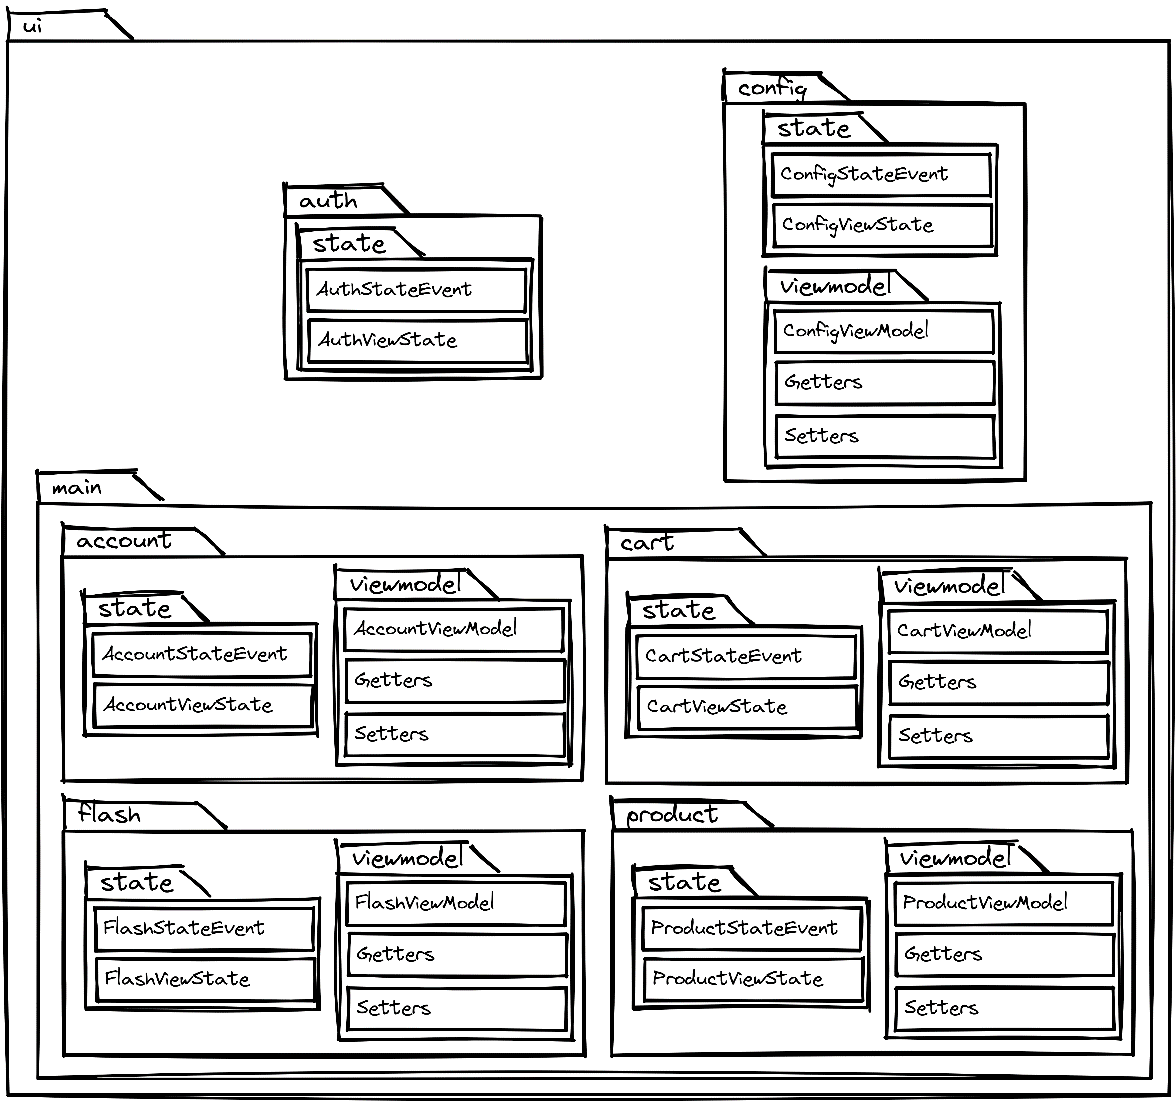 ui
config
state
ConfigStateEvent
ConfigViewState
viewmodel
ConfigViewModel
Getters
Setters
auth
state
AuthStateEvent
AuthViewState
main
account
state
AccountStateEvent
AccountViewState
viewmodel
AccountViewModel
Getters
Setters
cart
state
CartStateEvent
CartViewState
viewmodel
CartViewModel
Getters
Setters
flash
state
FlashStateEvent
FlashViewState
viewmodel
FlashViewModel
Getters
Setters
product
state
ProductStateEvent
ProductViewState
viewmodel
ProductViewModel
Getters
Setters